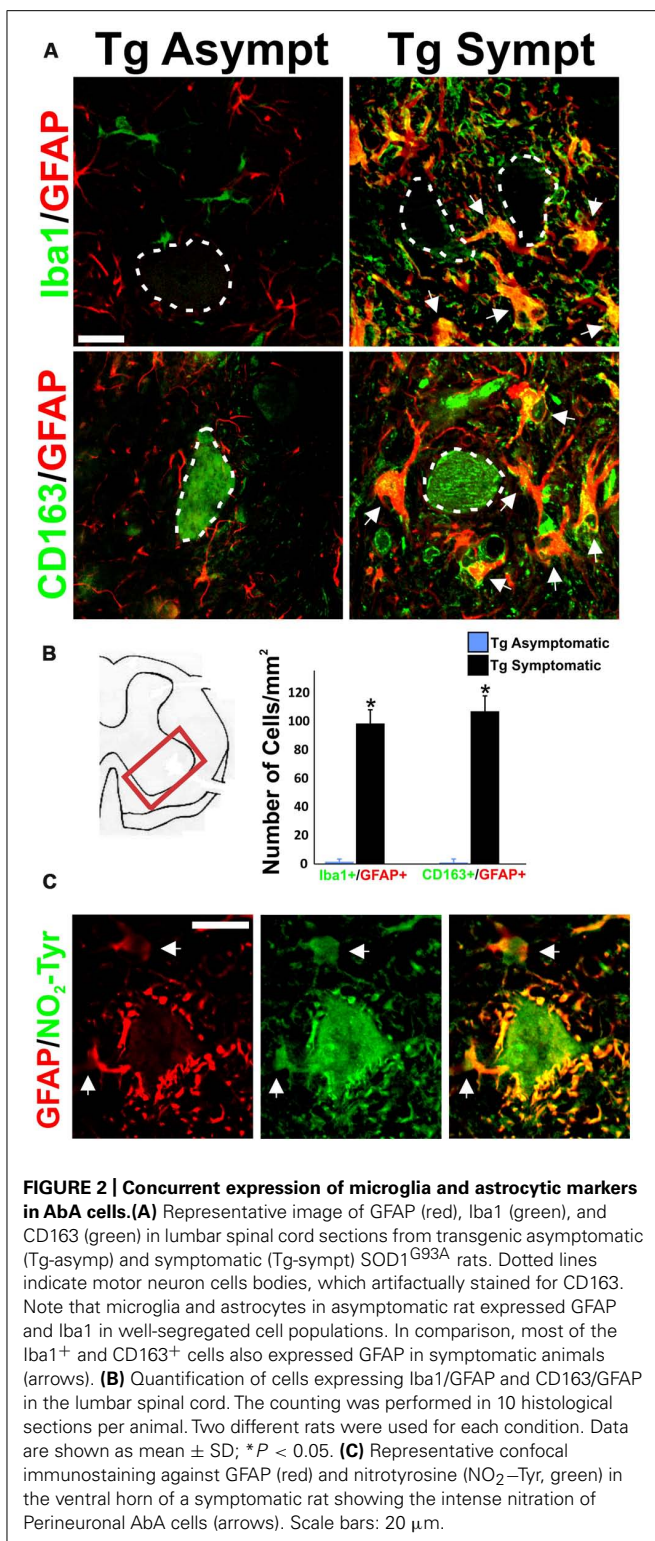 A
Tg Asympt
Tg Sympt
Iba1/GFAP
CD163/GFAP
B
Tg Asymptomatic
Tg Symptomatic
Number of Cells/mm²
120
100
80
60
40
20
0
*
*
Iba1+/GFAP+
CD163+/GFAP+
C
GFAP/NO₂-Tyr
FIGURE 2 | Concurrent expression of microglia and astrocytic markers
in AbA cells.(A) Representative image of GFAP (red), Iba1 (green), and
CD163 (green) in lumbar spinal cord sections from transgenic asymptomatic
(Tg-asymp) and symptomatic (Tg-sympt) SOD1ᴳ⁹³ᴬ rats. Dotted lines
indicate motor neuron cells bodies, which artifactually stained for CD163.
Note that microglia and astrocytes in asymptomatic rat expressed GFAP
and Iba1 in well-segregated cell populations. In comparison, most of the
Iba1⁺ and CD163⁺ cells also expressed GFAP in symptomatic animals
(arrows). (B) Quantification of cells expressing Iba1/GFAP and CD163/GFAP
in the lumbar spinal cord. The counting was performed in 10 histological
sections per animal. Two different rats were used for each condition. Data
are shown as mean ± SD; *P < 0.05. (C) Representative confocal
immunostaining against GFAP (red) and nitrotyrosine (NO₂–Tyr, green) in
the ventral horn of a symptomatic rat showing the intense nitration of
Perineuronal AbA cells (arrows). Scale bars: 20 μm.